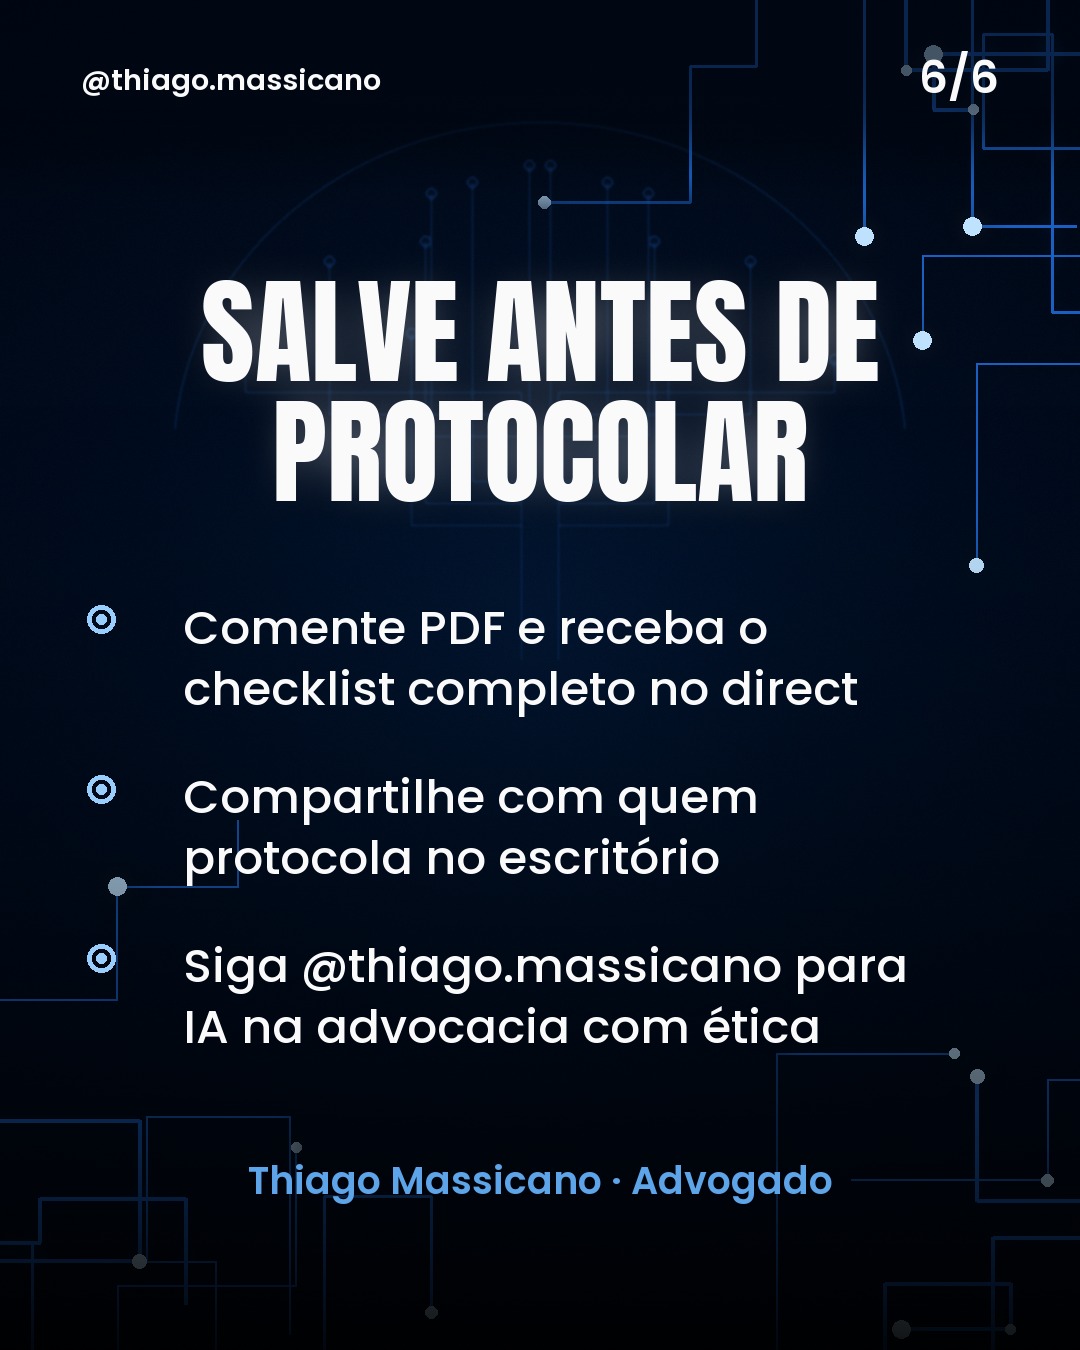 @thiago.massicano
6/6
SALVE ANTES DE
PROTOCOLAR
Comente PDF e receba o
checklist completo no direct
Compartilhe com quem
protocola no escritório
Siga @thiago.massicano para
IA na advocacia com ética
Thiago Massicano · Advogado